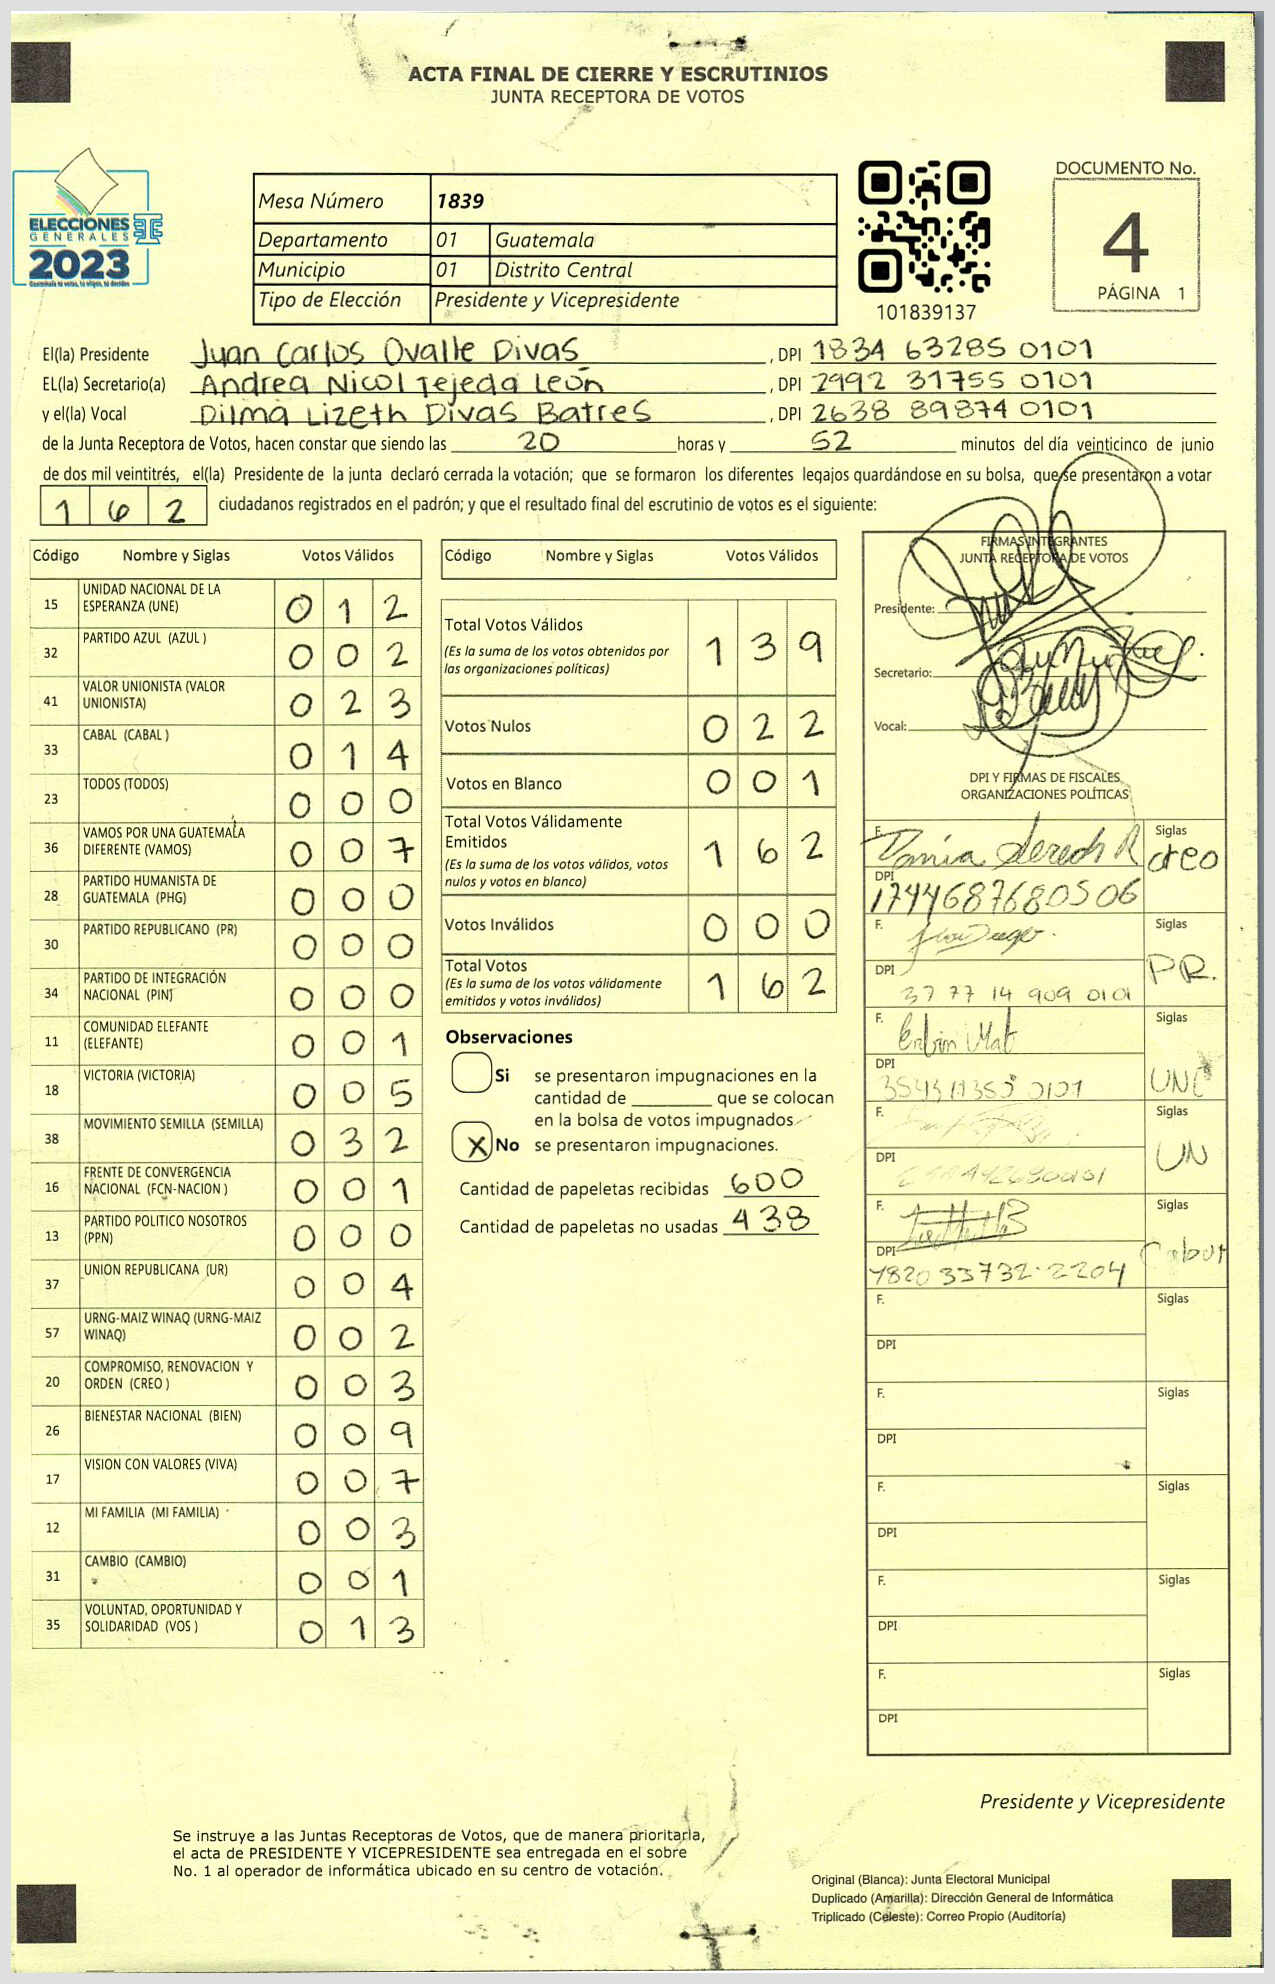 ACTA FINAL DE CIERRE Y ESCRUTINIOS
JUNTA RECEPTORA DE VOTOS
ELECCIONES
GENERALES
2023
Mesa Número 1839
Departamento 01 Guatemala
Municipio 01 Distrito Central
Tipo de Elección Presidente y Vicepresidente
101839137
DOCUMENTO No.
4
PÁGINA 1
El(la) Presidente Juan Carlos Ovalle Divas, DPI 1834 63285 0101
EL(la) Secretario(a) Andrea Nicol Tejeda León, DPI 2992 31755 0101
y el(la) Vocal Dilma Lizeth Divas Batres, DPI 2638 89874 0101
de la Junta Receptora de Votos, hacen constar que siendo las 20 horas y 52 minutos del día veinticinco de junio
de dos mil veintitrés, el(la) Presidente de la junta declaró cerrada la votación; que se formaron los diferentes legajos guardándose en su bolsa, que se presentaron a votar
162 ciudadanos registrados en el padrón; y que el resultado final del escrutinio de votos es el siguiente:
Código Nombre y Siglas Votos Válidos
15 UNIDAD NACIONAL DE LA ESPERANZA (UNE) 0 1 2
32 PARTIDO AZUL (AZUL ) 0 0 2
41 VALOR UNIONISTA (VALOR UNIONISTA) 0 2 3
33 CABAL (CABAL ) 0 1 4
23 TODOS (TODOS) 0 0 0
36 VAMOS POR UNA GUATEMALA DIFERENTE (VAMOS) 0 0 7
28 PARTIDO HUMANISTA DE GUATEMALA (PHG) 0 0 0
30 PARTIDO REPUBLICANO (PR) 0 0 0
34 PARTIDO DE INTEGRACIÓN NACIONAL (PIN) 0 0 0
11 COMUNIDAD ELEFANTE (ELEFANTE) 0 0 1
18 VICTORIA (VICTORIA) 0 0 5
38 MOVIMIENTO SEMILLA (SEMILLA) 0 3 2
16 FRENTE DE CONVERGENCIA NACIONAL (FCN-NACION ) 0 0 1
13 PARTIDO POLITICO NOSOTROS (PPN) 0 0 0
37 UNION REPUBLICANA (UR) 0 0 4
57 URNG-MAIZ WINAQ (URNG-MAIZ WINAQ) 0 0 2
20 COMPROMISO, RENOVACION Y ORDEN (CREO ) 0 0 3
26 BIENESTAR NACIONAL (BIEN) 0 0 9
17 VISION CON VALORES (VIVA) 0 0 7
12 MI FAMILIA (MI FAMILIA) 0 0 3
31 CAMBIO (CAMBIO) 0 0 1
35 VOLUNTAD, OPORTUNIDAD Y SOLIDARIDAD (VOS ) 0 1 3
Código Nombre y Siglas Votos Válidos
Total Votos Válidos 1 3 9
(Es la suma de los votos obtenidos por
las organizaciones políticas)
Votos Nulos 0 2 2
Votos en Blanco 0 0 1
Total Votos Válidamente
Emitidos 1 6 2
(Es la suma de los votos válidos, votos
nulos y votos en blanco)
Votos Inválidos 0 0 0
Total Votos 1 6 2
(Es la suma de los votos válidamente
emitidos y votos inválidos)
Observaciones
Si se presentaron impugnaciones en la
cantidad de ________ que se colocan
en la bolsa de votos impugnados
X No se presentaron impugnaciones.
Cantidad de papeletas recibidas 600
Cantidad de papeletas no usadas 438
FIRMAS INTEGRANTES
JUNTA RECEPTORA DE VOTOS
Presidente:
Secretario:
Vocal:
DPI Y FIRMAS DE FISCALES
ORGANIZACIONES POLÍTICAS
F. Siglas
creo
DPI
1744687680506
F. Siglas
PR.
DPI
3777 14 909 0101
F. Siglas
DPI
F. Siglas
UN
DPI
F. Siglas
DPI
F. Siglas
DPI
F. Siglas
DPI
F. Siglas
DPI
F. Siglas
DPI
F. Siglas
DPI
Presidente y Vicepresidente
Se instruye a las Juntas Receptoras de Votos, que de manera prioritaria,
el acta de PRESIDENTE Y VICEPRESIDENTE sea entregada en el sobre
No. 1 al operador de informática ubicado en su centro de votación.
Original (Blanca): Junta Electoral Municipal
Duplicado (Amarilla): Dirección General de Informática
Triplicado (Celeste): Correo Propio (Auditoría)